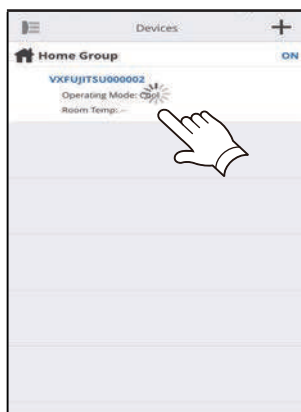 Devices
Home Group ON
VXFUJITSU000002
Operating Mode: Cool
Room Temp: --